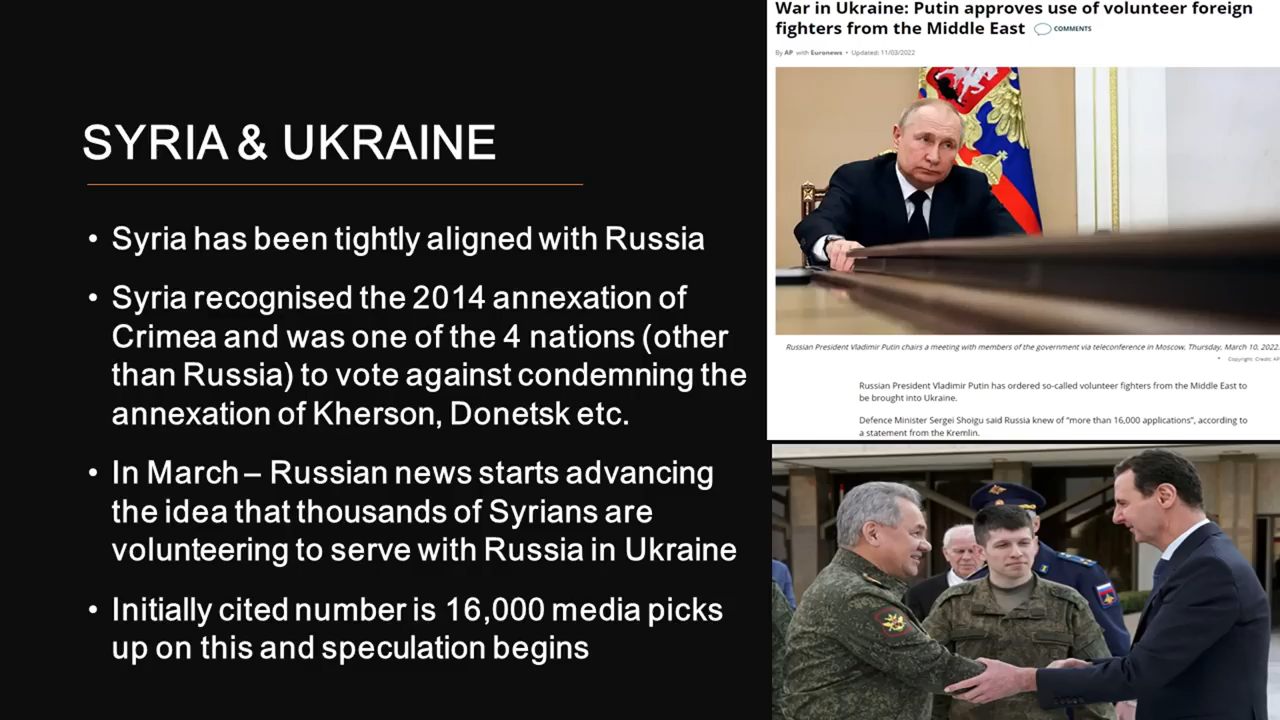 SYRIA & UKRAINE
• Syria has been tightly aligned with Russia
• Syria recognised the 2014 annexation of
Crimea and was one of the 4 nations (other
than Russia) to vote against condemning the
annexation of Kherson, Donetsk etc.
• In March – Russian news starts advancing
the idea that thousands of Syrians are
volunteering to serve with Russia in Ukraine
• Initially cited number is 16,000 media picks
up on this and speculation begins
War in Ukraine: Putin approves use of volunteer foreign
fighters from the Middle East COMMENTS
By AP with Euronews • Updated: 11/03/2022
Russian President Vladimir Putin chairs a meeting with members of the government via teleconference in Moscow, Thursday, March 10, 2022.
• Copyright: Credit: AP
Russian President Vladimir Putin has ordered so-called volunteer fighters from the Middle East to
be brought into Ukraine.
Defence Minister Sergei Shoigu said Russia knew of "more than 16,000 applications", according to
a statement from the Kremlin.